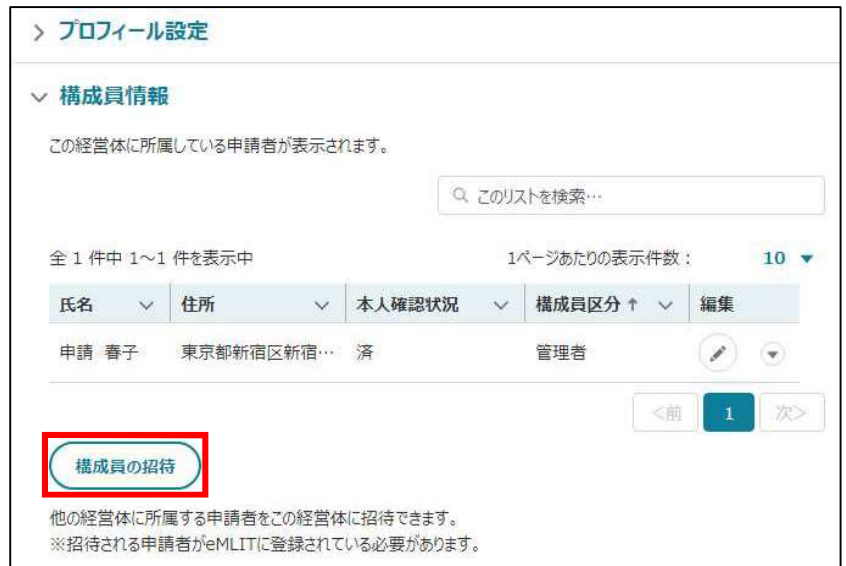 プロフィール設定
構成員情報
この経営体に所属している申請者が表示されます。
このリストを検索…
全 1 件中 1～1 件を表示中 1ページあたりの表示件数： 10
氏名 住所 本人確認状況 構成員区分↑ 編集
申請 春子 東京都新宿区新宿… 済 管理者
<前 1 次>
構成員の招待
他の経営体に所属する申請者をこの経営体に招待できます。
※招待される申請者がeMLITに登録されている必要があります。